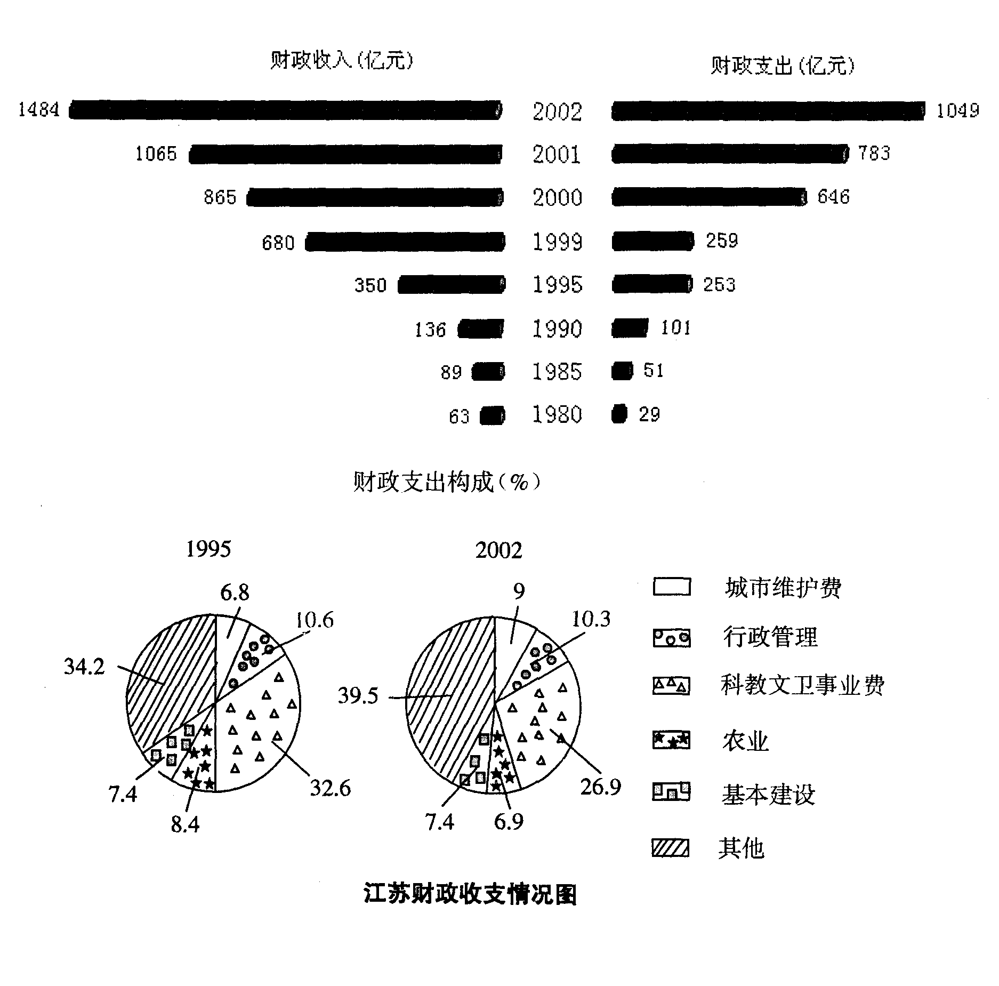 财政收入(亿元) 财政支出(亿元)
1484 2002 1049
1065 2001 783
865 2000 646
680 1999 259
350 1995 253
136 1990 101
89 1985 51
63 1980 29
财政支出构成(%)
1995 2002
6.8 9
10.6 10.3
34.2 39.5
7.4 32.6 7.4 26.9
8.4 6.9
城市维护费
行政管理
科教文卫事业费
农业
基本建设
其他
江苏财政收支情况图